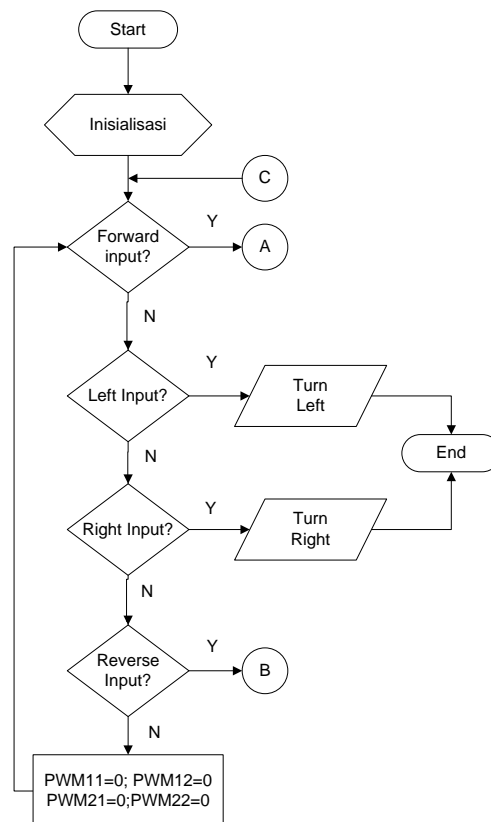 Start
Inisialisasi
C
Forward
input?
Y
A
N
Left Input?
Y
Turn
Left
End
N
Right Input?
Y
Turn
Right
N
Reverse
Input?
Y
B
N
PWM11=0; PWM12=0
PWM21=0;PWM22=0